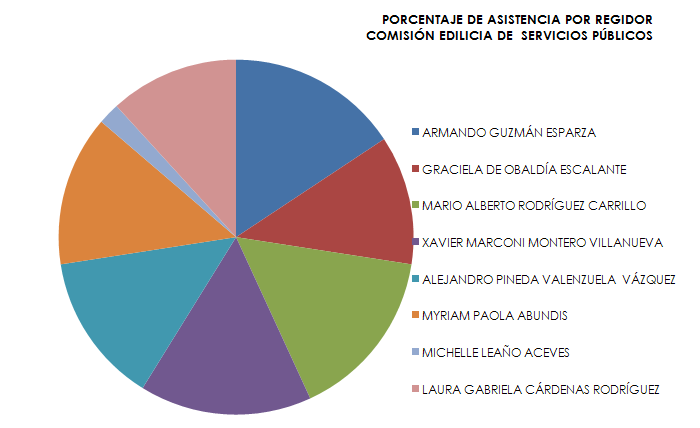 PORCENTAJE DE ASISTENCIA POR REGIDOR
COMISIÓN EDILICIA DE SERVICIOS PÚBLICOS
ARMANDO GUZMÁN ESPARZA
GRACIELA DE OBALDÍA ESCALANTE
MARIO ALBERTO RODRÍGUEZ CARRILLO
XAVIER MARCONI MONTERO VILLANUEVA
ALEJANDRO PINEDA VALENZUELA VÁZQUEZ
MYRIAM PAOLA ABUNDIS
MICHELLE LEAÑO ACEVES
LAURA GABRIELA CÁRDENAS RODRÍGUEZ